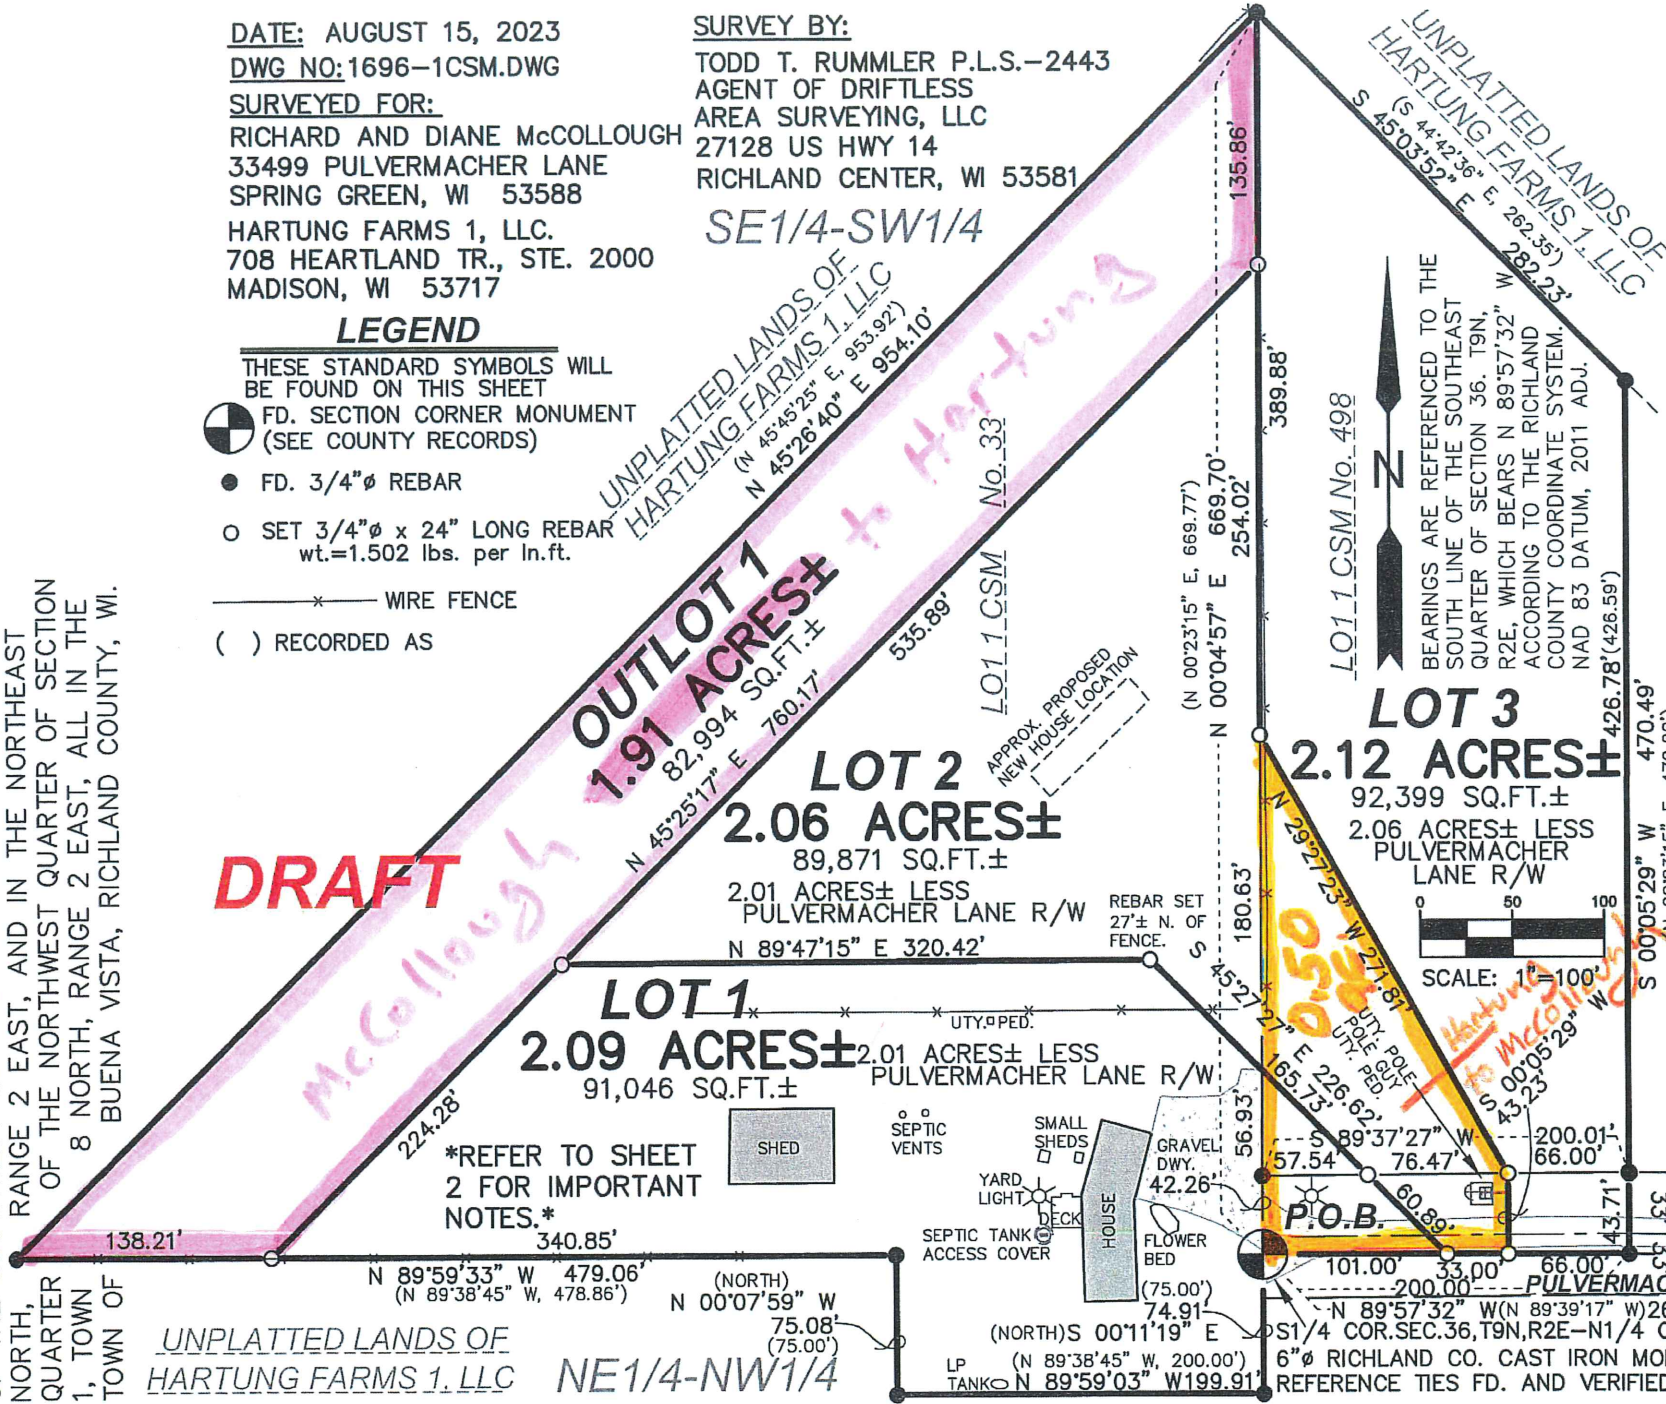 DATE: AUGUST 15, 2023
DWG NO: 1696-1CSM.DWG
SURVEYED FOR:
RICHARD AND DIANE McCOLLOUGH
33499 PULVERMACHER LANE
SPRING GREEN, WI 53588
HARTUNG FARMS 1, LLC.
708 HEARTLAND TR., STE. 2000
MADISON, WI 53717
SURVEY BY:
TODD T. RUMMLER P.L.S.-2443
AGENT OF DRIFTLESS
AREA SURVEYING, LLC
27128 US HWY 14
RICHLAND CENTER, WI 53581
SE1/4-SW1/4
LEGEND
THESE STANDARD SYMBOLS WILL
BE FOUND ON THIS SHEET
FD. SECTION CORNER MONUMENT
(SEE COUNTY RECORDS)
FD. 3/4"ø REBAR
SET 3/4"ø x 24" LONG REBAR
wt.=1.502 lbs. per ln.ft.
x WIRE FENCE
( ) RECORDED AS
DRAFT
RANGE 2 EAST, AND IN THE NORTHEAST
OF THE NORTHWEST QUARTER OF SECTION
8 NORTH, RANGE 2 EAST, ALL IN THE
BUENA VISTA, RICHLAND COUNTY, WI.
NORTH,
QUARTER
1, TOWN
TOWN OF
UNPLATTED LANDS OF
HARTUNG FARMS 1, LLC
(N 45°45'25" E, 953.92')
N 45°26'40" E 954.10'
OUTLOT 1
1.91 ACRES±
82,994 SQ.FT.±
N 45°25'17" E 760.17'
535.89'
224.28'
McCollough to Hartung
LO1 1 CSM No. 33
135.86'
389.88'
254.02'
(N 00°23'15" E, 669.77')
N 00°04'57" E 669.70'
180.63'
56.93'
UNPLATTED LANDS OF
HARTUNG FARMS 1, LLC
(S 44°42'36" E, 262.35')
S 45°03'52" E 282.23'
LO1 1 CSM No. 498
N
BEARINGS ARE REFERENCED TO THE
SOUTH LINE OF THE SOUTHEAST
QUARTER OF SECTION 36. T9N,
R2E, WHICH BEARS N 89°57'32" W
ACCORDING TO THE RICHLAND
COUNTY COORDINATE SYSTEM.
NAD 83 DATUM, 2011 ADJ.
426.78'(426.59')
S 00°05'29" W 470.49'
LOT 3
2.12 ACRES±
92,399 SQ.FT.±
2.06 ACRES± LESS
PULVERMACHER
LANE R/W
0 50 100
SCALE: 1"=100'
APPROX. PROPOSED
NEW HOUSE LOCATION
LOT 2
2.06 ACRES±
89,871 SQ.FT.±
2.01 ACRES± LESS
PULVERMACHER LANE R/W
REBAR SET
27'± N. OF
FENCE.
N 89°47'15" E 320.42'
N 29°27'23" W 271.81'
0.50
ac
Hartung
to McCollough
S 45°27'27" E 226.62'
165.73'
60.89'
UTY. POLE
POLE GUY
UTY. PED.
S 00°05'29" W
43.23'
LOT 1
2.09 ACRES±
91,046 SQ.FT.±
2.01 ACRES± LESS
PULVERMACHER LANE R/W
UTY. PED.
*REFER TO SHEET
2 FOR IMPORTANT
NOTES.*
SHED
SEPTIC
VENTS
SMALL
SHEDS
YARD
LIGHT
DECK
HOUSE
SEPTIC TANK
ACCESS COVER
GRAVEL
DWY.
42.26'
FLOWER
BED
S 89°37'27" W 200.01'
57.54' 76.47' 66.00'
P.O.B.
43.71'
33'
101.00' 33.00' 66.00'
200.00'
PULVERMAC
N 89°57'32" W(N 89°39'17" W)26
S1/4 COR.SEC.36,T9N,R2E-N1/4 C
6"ø RICHLAND CO. CAST IRON MO
REFERENCE TIES FD. AND VERIFIED
138.21' 340.85'
N 89°59'33" W 479.06'
(N 89°38'45" W, 478.86')
(NORTH)
N 00°07'59" W
75.08'
(75.00')
(75.00')
74.91'
(NORTH)S 00°11'19" E
LP
TANK
(N 89°38'45" W, 200.00')
N 89°59'03" W199.91'
UNPLATTED LANDS OF
HARTUNG FARMS 1. LLC
NE1/4-NW1/4